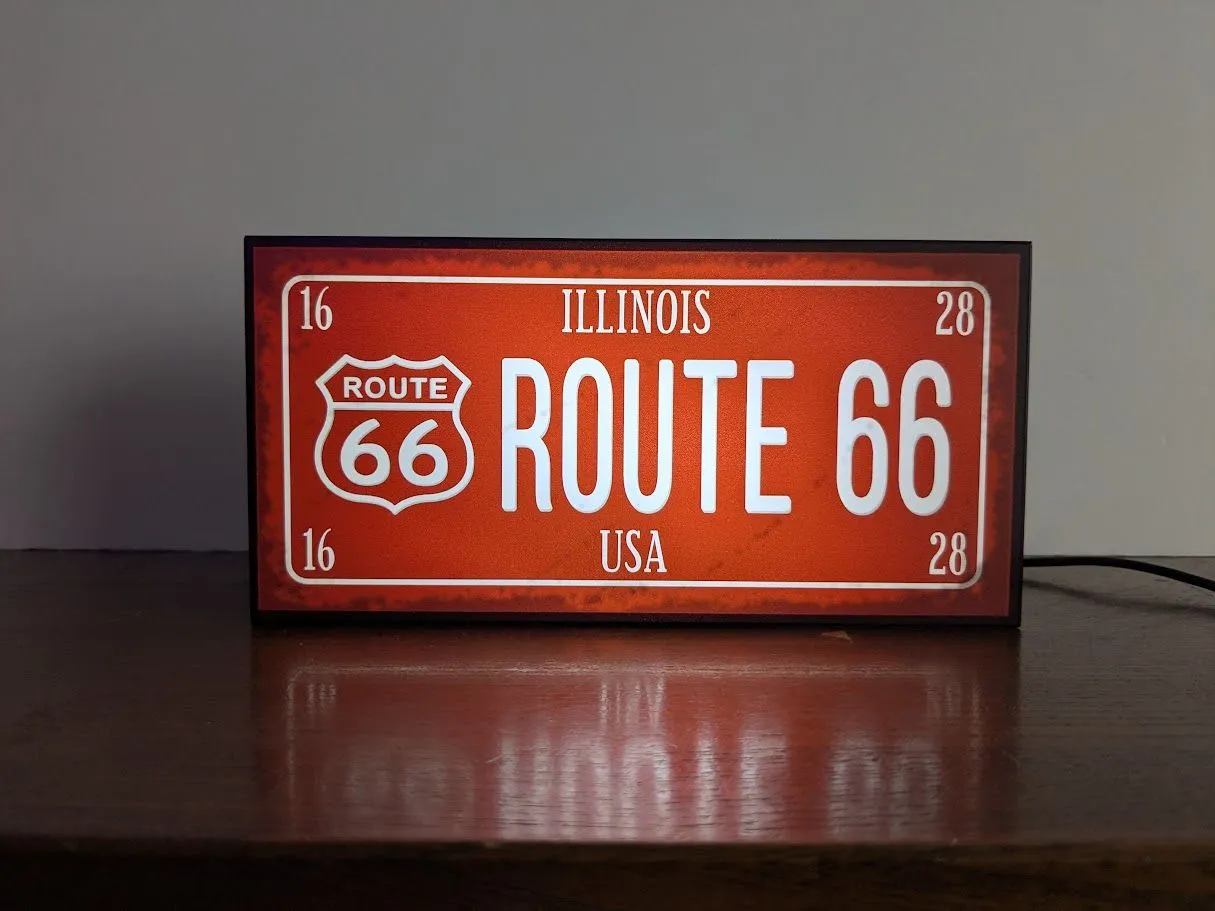 16 ILLINOIS 28
ROUTE
66
ROUTE 66
16 USA 28